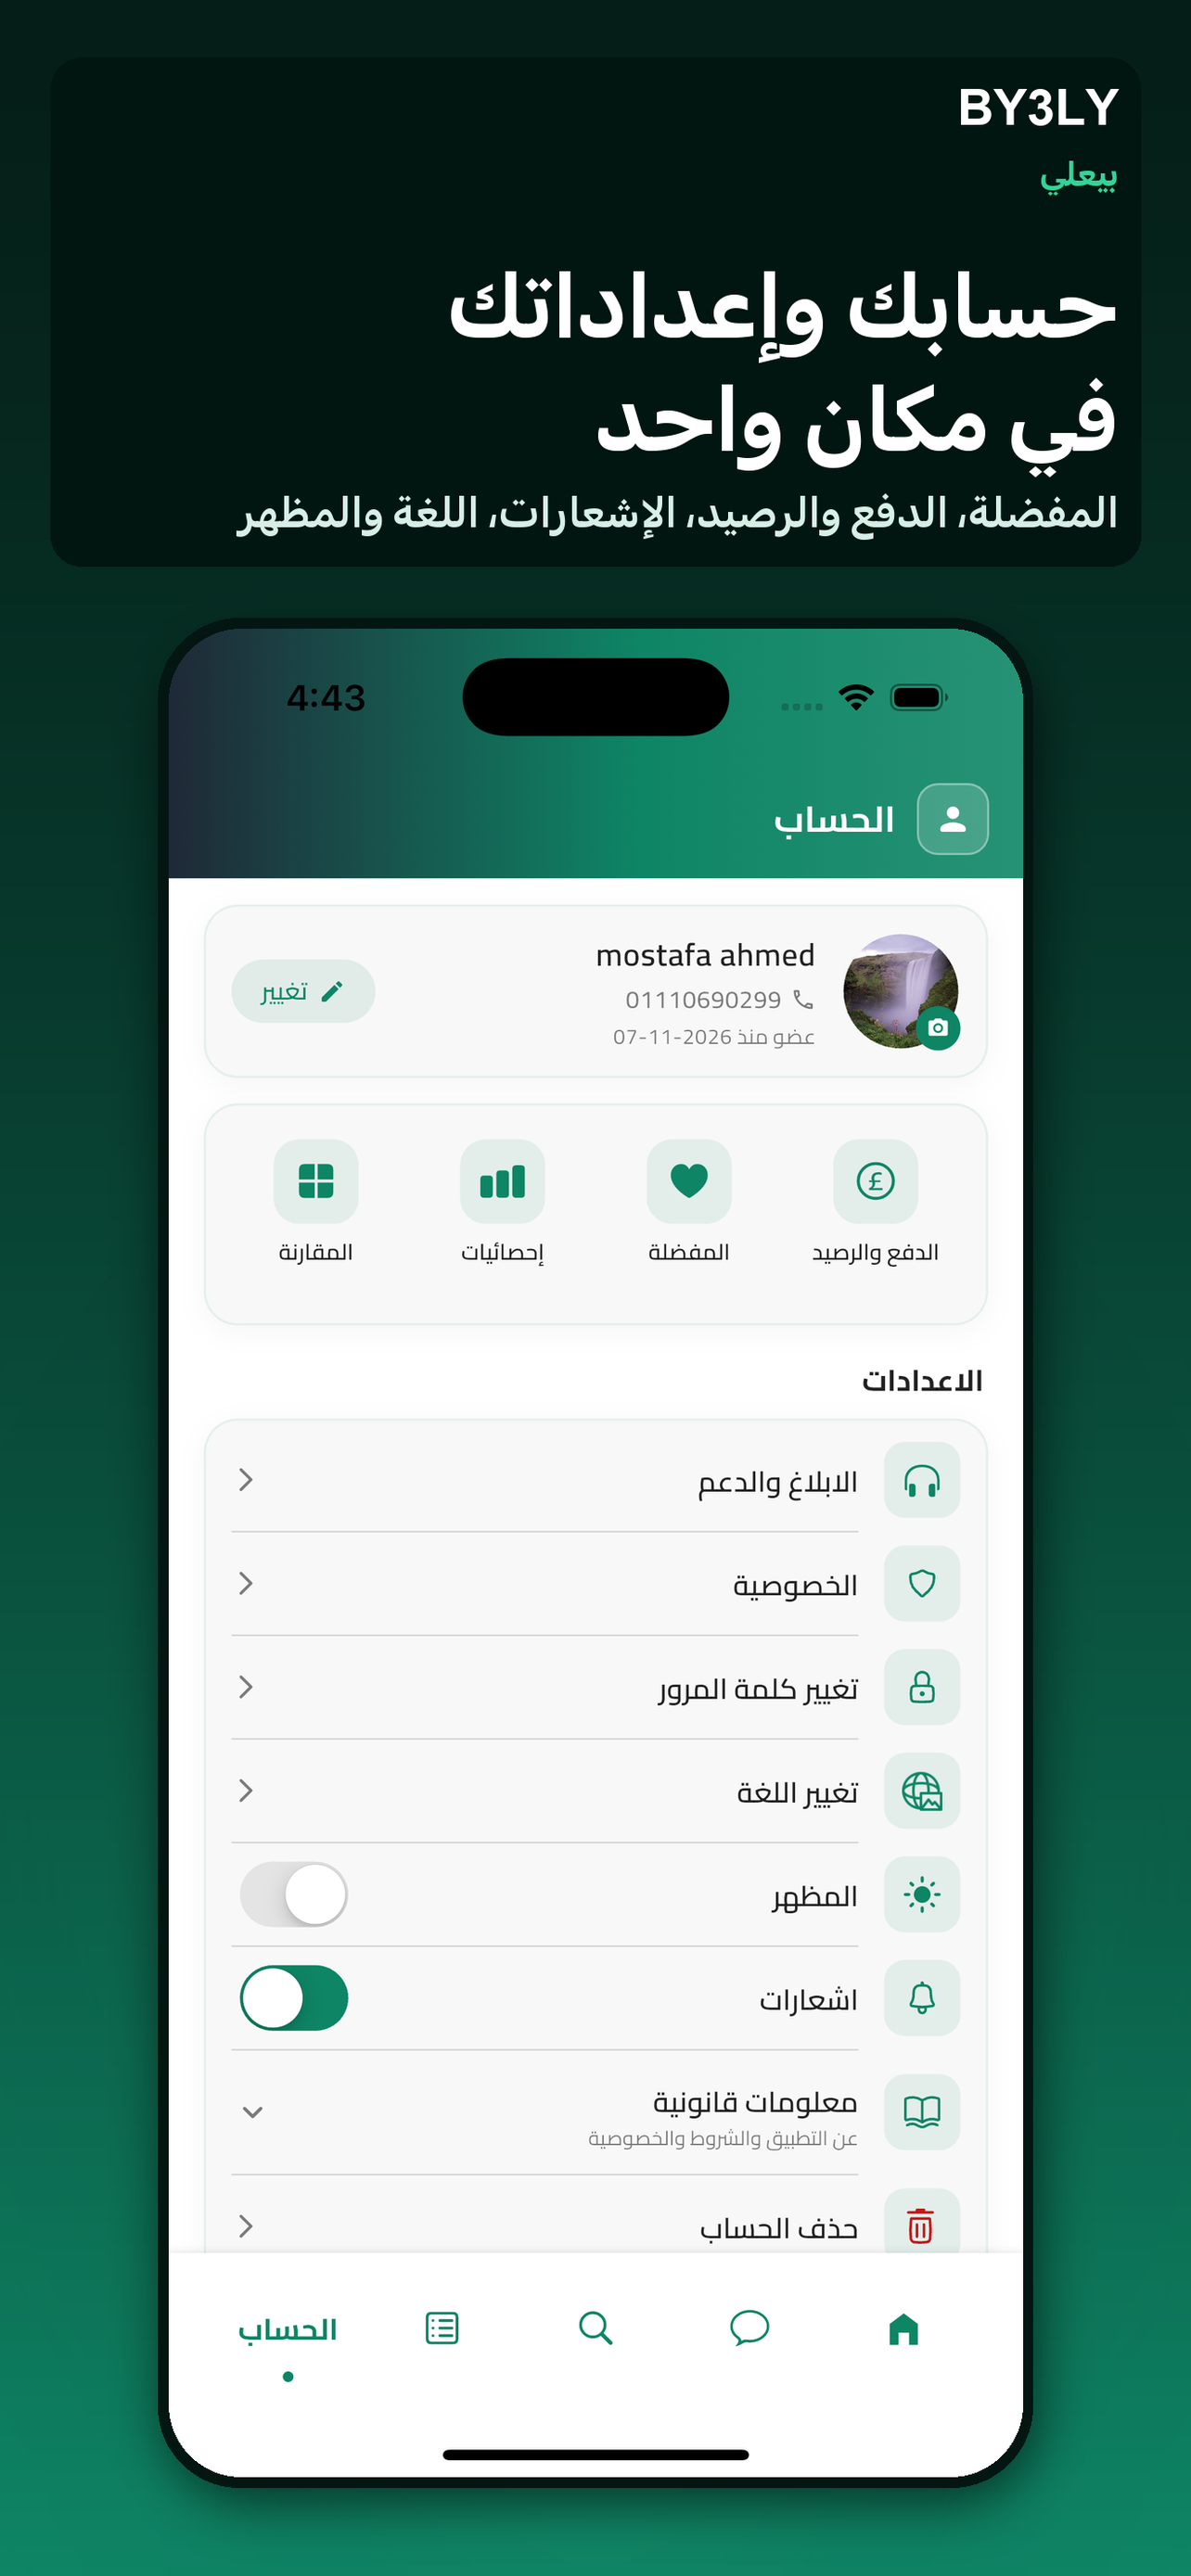 BY3LY
بيعلي
حسابك وإعداداتك
في مكان واحد
المفضلة، الدفع والرصيد، الإشعارات، اللغة والمظهر
4:43
الحساب
mostafa ahmed
01110690299
عضو منذ 2026-11-07
تغيير
الدفع والرصيد
المفضلة
إحصائيات
المقارنة
الاعدادات
الابلاغ والدعم
الخصوصية
تغيير كلمة المرور
تغيير اللغة
المظهر
اشعارات
معلومات قانونية
عن التطبيق والشروط والخصوصية
حذف الحساب
الحساب